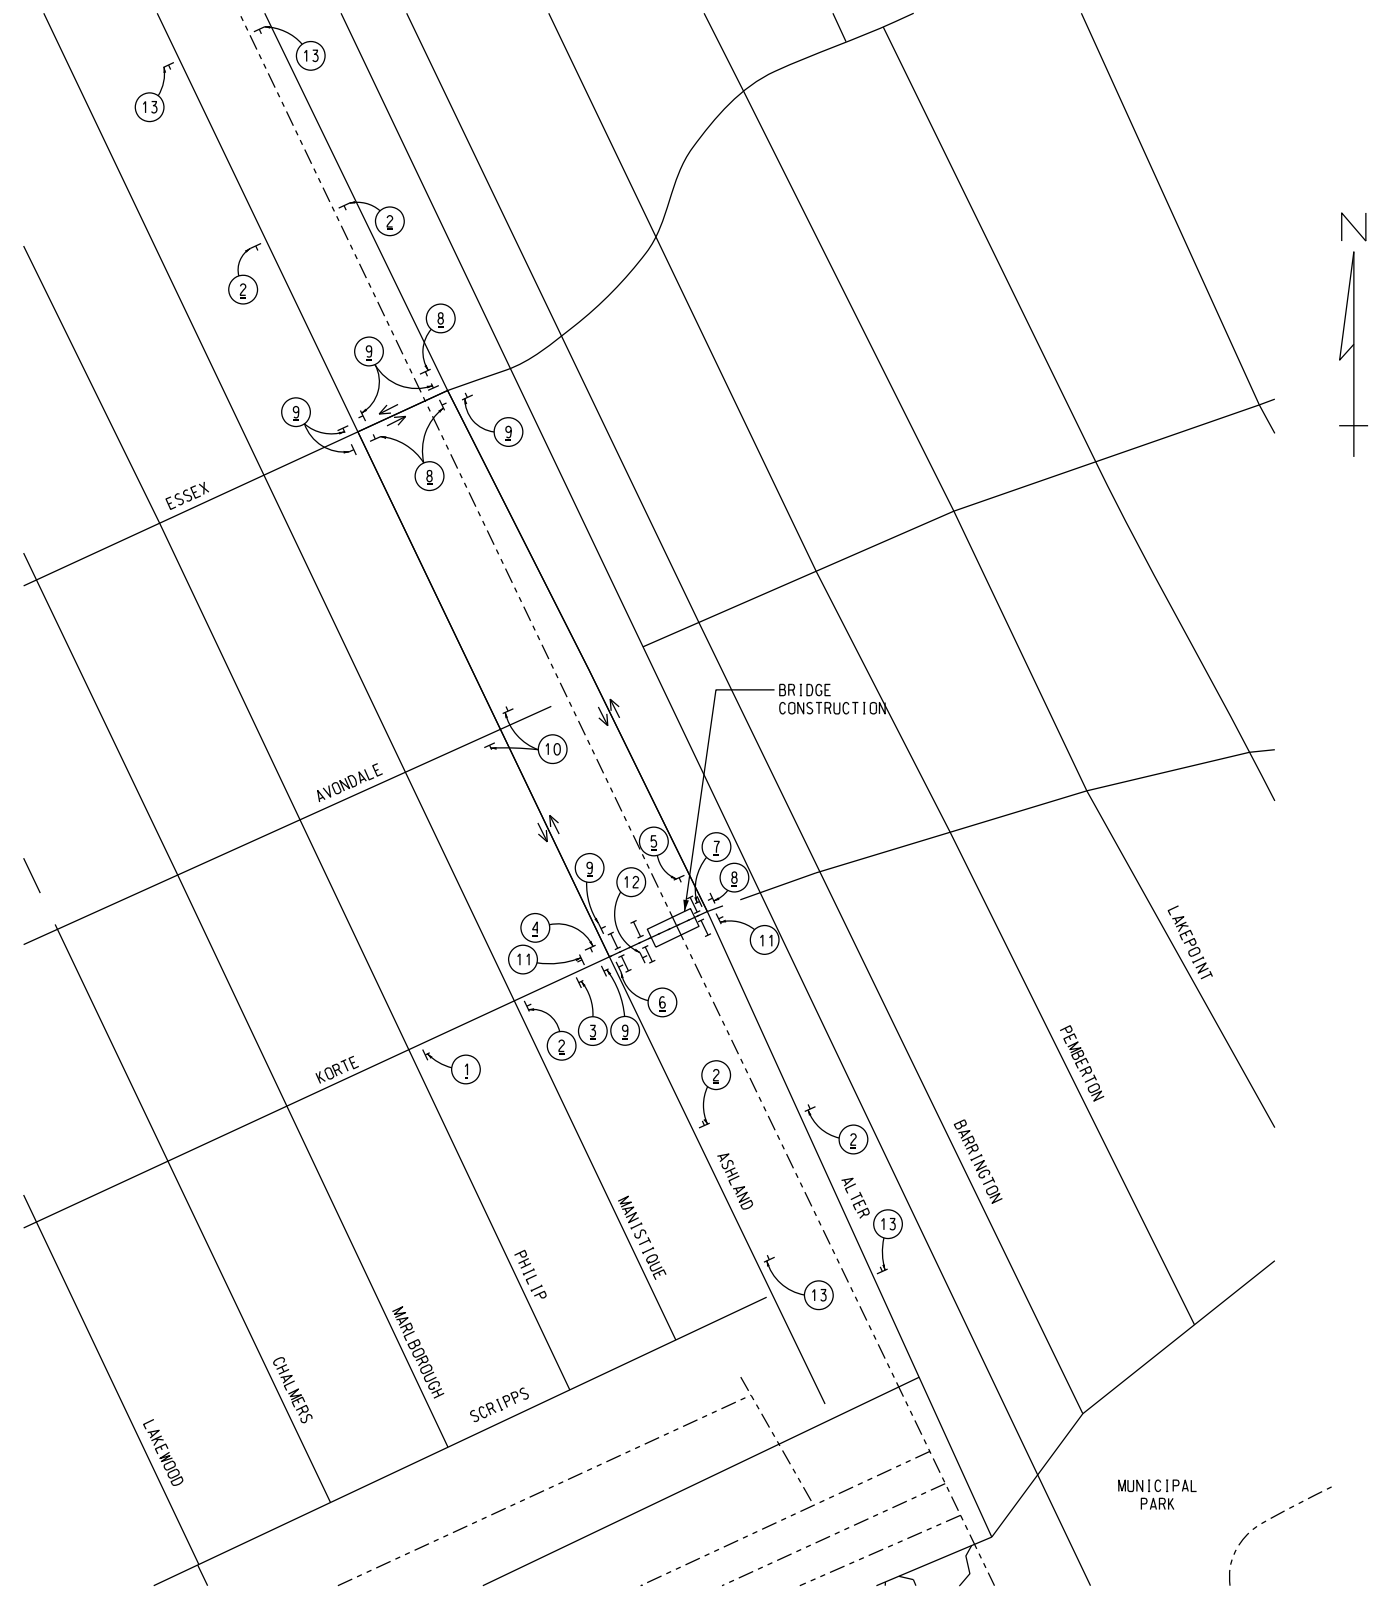 13
13
N
2
2
8
9
9
9
8
ESSEX
BRIDGE
CONSTRUCTION
10
AVONDALE
5
7
9
12
8
4
11
11
LAKEPOINT
6
3
9
2
PEMBERTON
KORTE
1
2
2
BARRINGTON
ASHLAND
ALTER
MANISTIQUE
13
PHILIP
13
MARLBOROUGH
CHALMERS
SCRIPPS
LAKEWOOD
MUNICIPAL
PARK